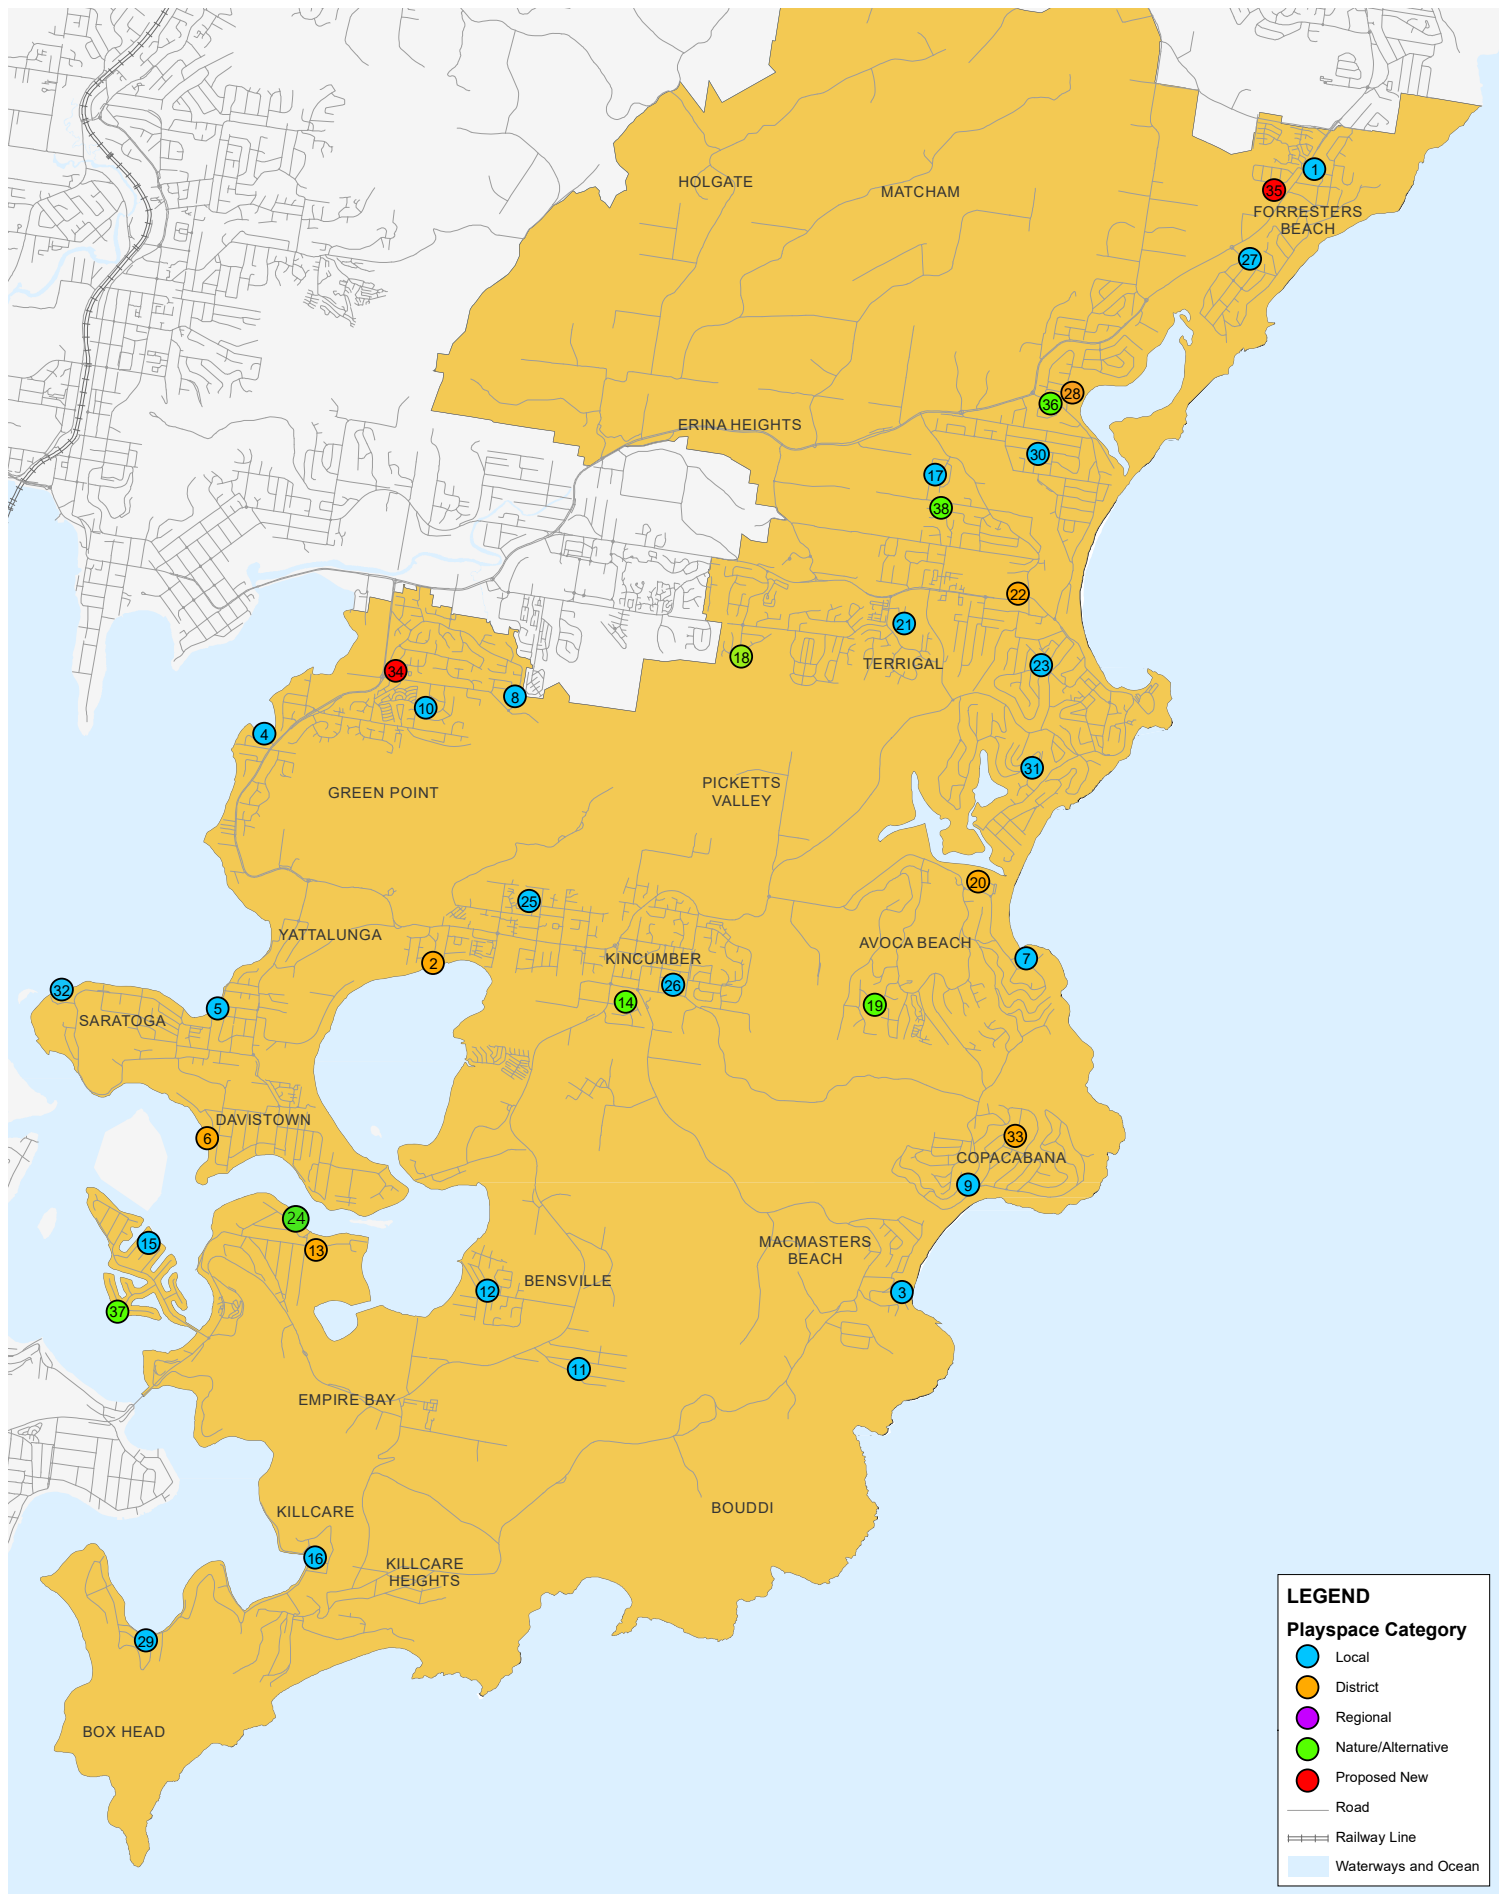 HOLGATE
MATCHAM
1
35
FORRESTERS
BEACH
27
28
36
ERINA HEIGHTS
30
17
38
22
21
18
TERRIGAL
23
34
8
10
4
31
PICKETTS
VALLEY
GREEN POINT
20
25
YATTALUNGA
AVOCA BEACH
2
KINCUMBER
7
32
26
14
19
5
SARATOGA
DAVISTOWN
6
33
COPACABANA
9
24
15
13
MACMASTERS
BEACH
BENSVILLE
12
3
37
11
EMPIRE BAY
BOUDDI
KILLCARE
16
KILLCARE
HEIGHTS
29
BOX HEAD
LEGEND
Playspace Category
Local
District
Regional
Nature/Alternative
Proposed New
Road
Railway Line
Waterways and Ocean